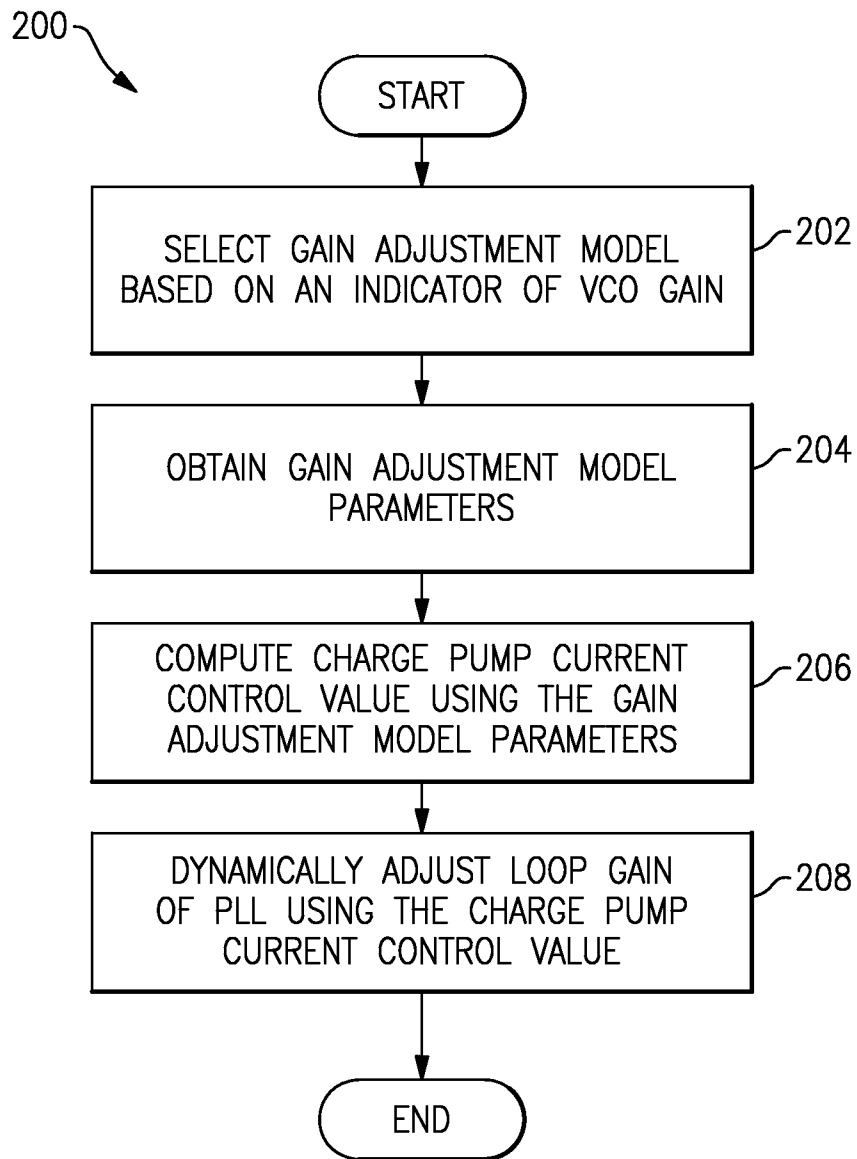 200
START
SELECT GAIN ADJUSTMENT MODEL
BASED ON AN INDICATOR OF VCO GAIN
202
OBTAIN GAIN ADJUSTMENT MODEL
PARAMETERS
204
COMPUTE CHARGE PUMP CURRENT
CONTROL VALUE USING THE GAIN
ADJUSTMENT MODEL PARAMETERS
206
DYNAMICALLY ADJUST LOOP GAIN
OF PLL USING THE CHARGE PUMP
CURRENT CONTROL VALUE
208
END